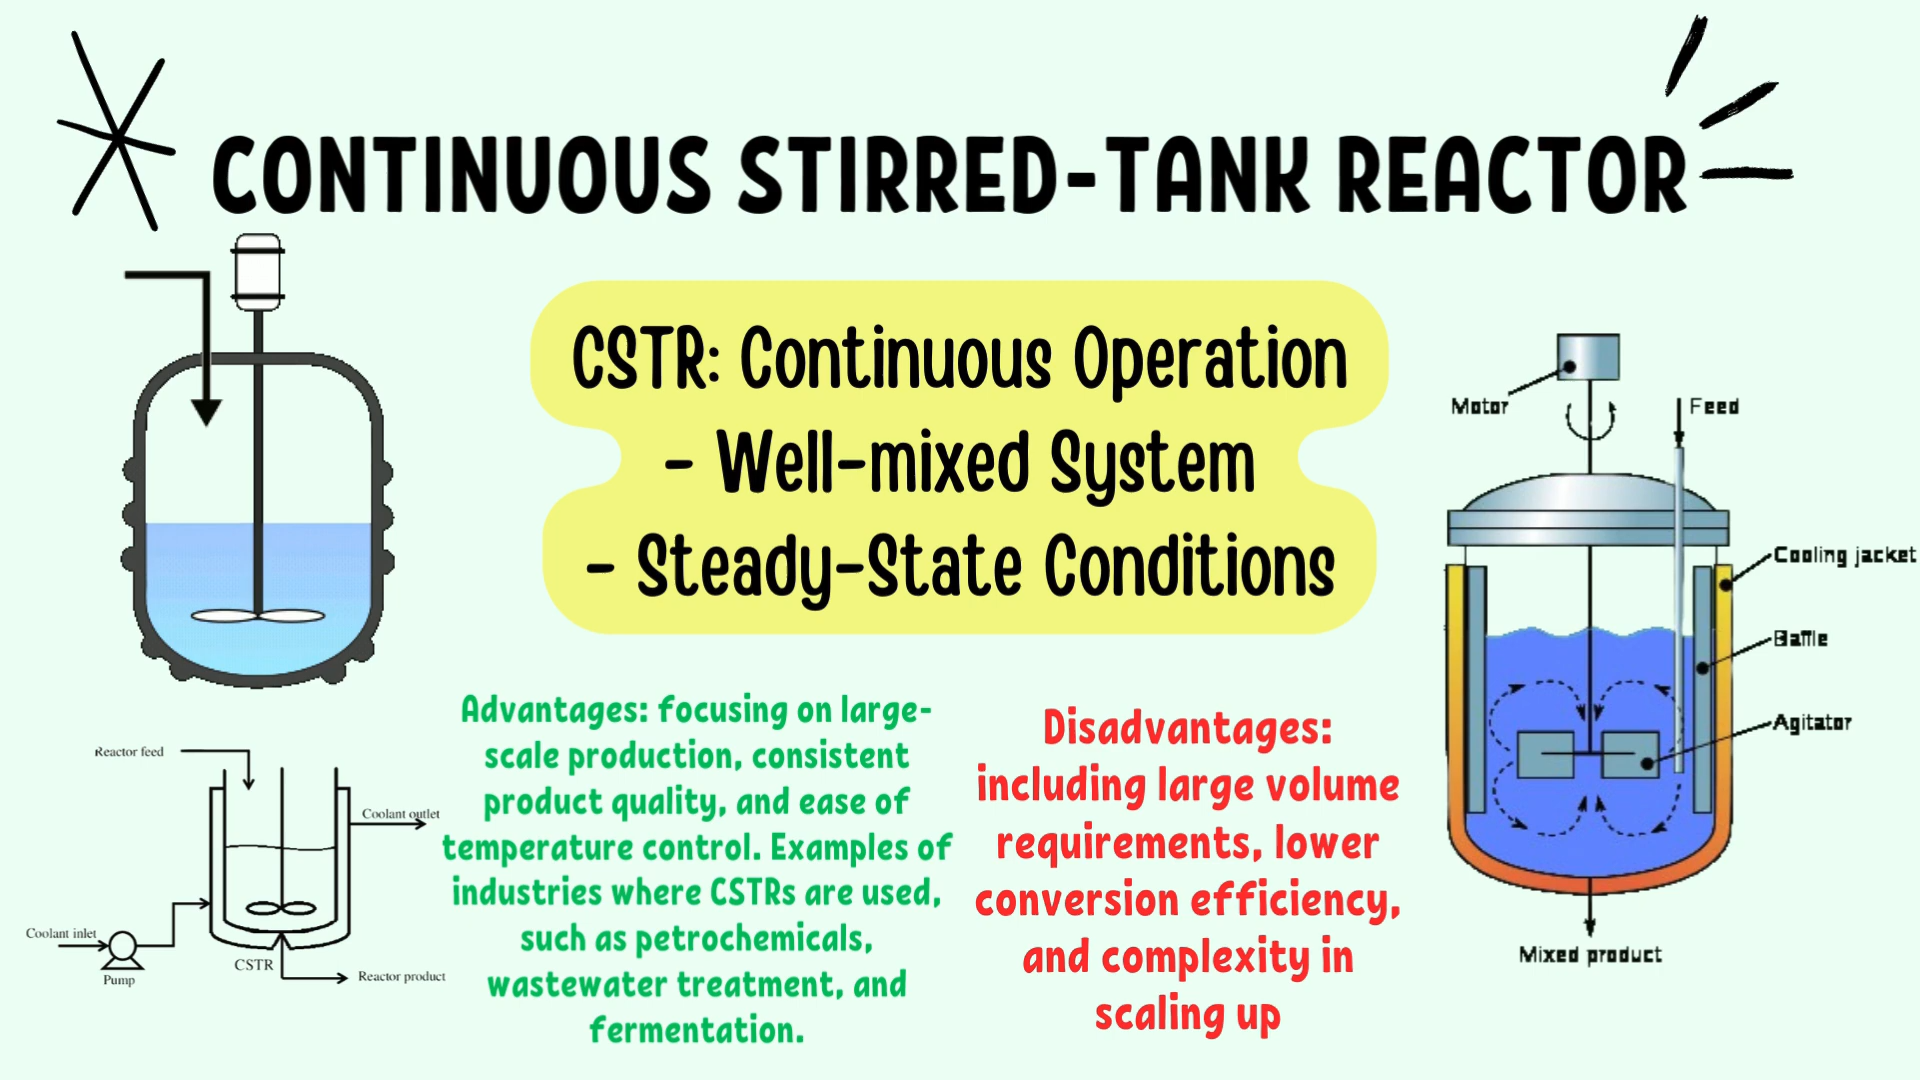 CONTINUOUS STIRRED-TANK REACTOR
CSTR: Continuous Operation
- Well-mixed System
- Steady-State Conditions
Motor
Feed
Cooling jacket
Baffle
Agitator
Mixed product
Advantages: focusing on large-
scale production, consistent
product quality, and ease of
temperature control. Examples of
industries where CSTRs are used,
such as petrochemicals,
wastewater treatment, and
fermentation.
Disadvantages:
including large volume
requirements, lower
conversion efficiency,
and complexity in
scaling up
Reactor feed
Coolant outlet
Coolant inlet
Pump
CSTR
Reactor product